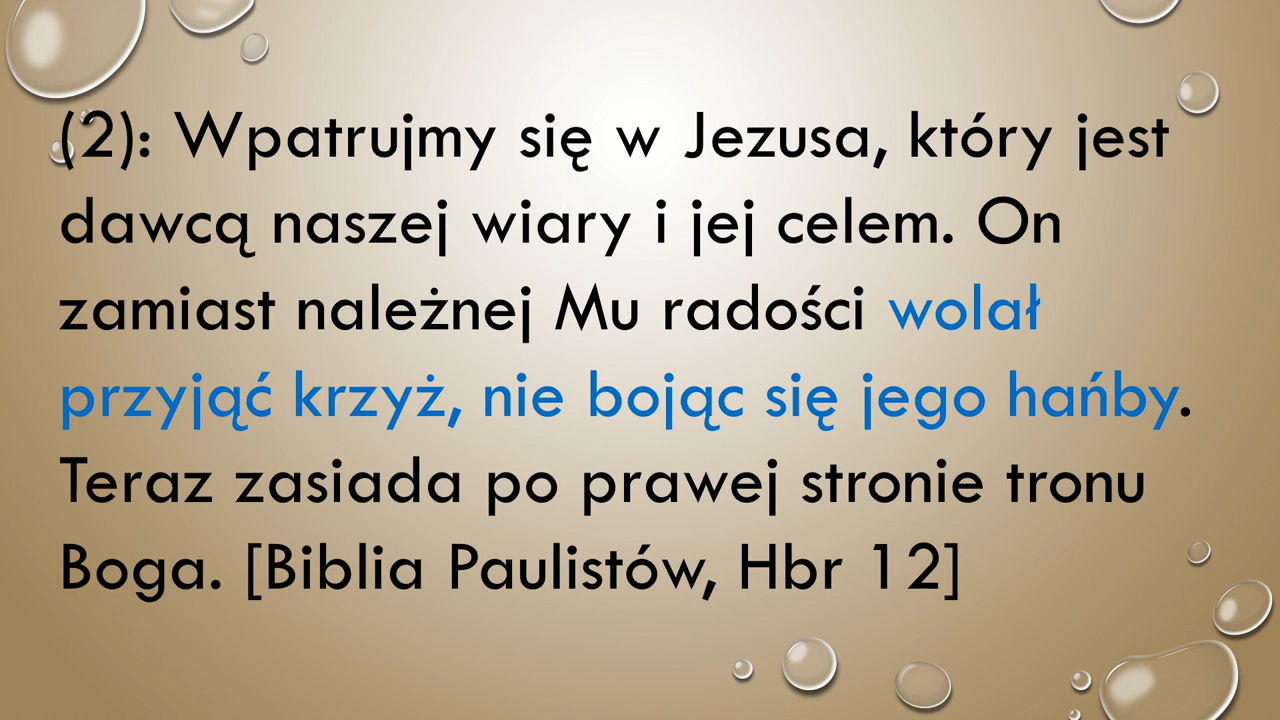 (2): Wpatrujmy się w Jezusa, który jest
dawcą naszej wiary i jej celem. On
zamiast należnej Mu radości wolał
przyjąć krzyż, nie bojąc się jego hańby.
Teraz zasiada po prawej stronie tronu
Boga. [Biblia Paulistów, Hbr 12]